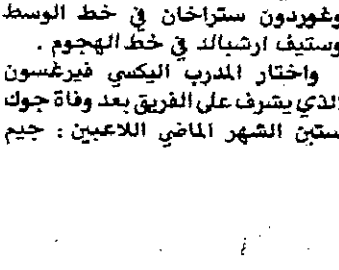 وغوردون ستراخان في خط الوسط
وستيف ارشبالد في خط الهجوم .
واختار المدرب اليكسي فيرغسون
الذي يشرف على الفريق بعد وفاة جوك
ستين الشهر الماضي اللاعبين : جيم